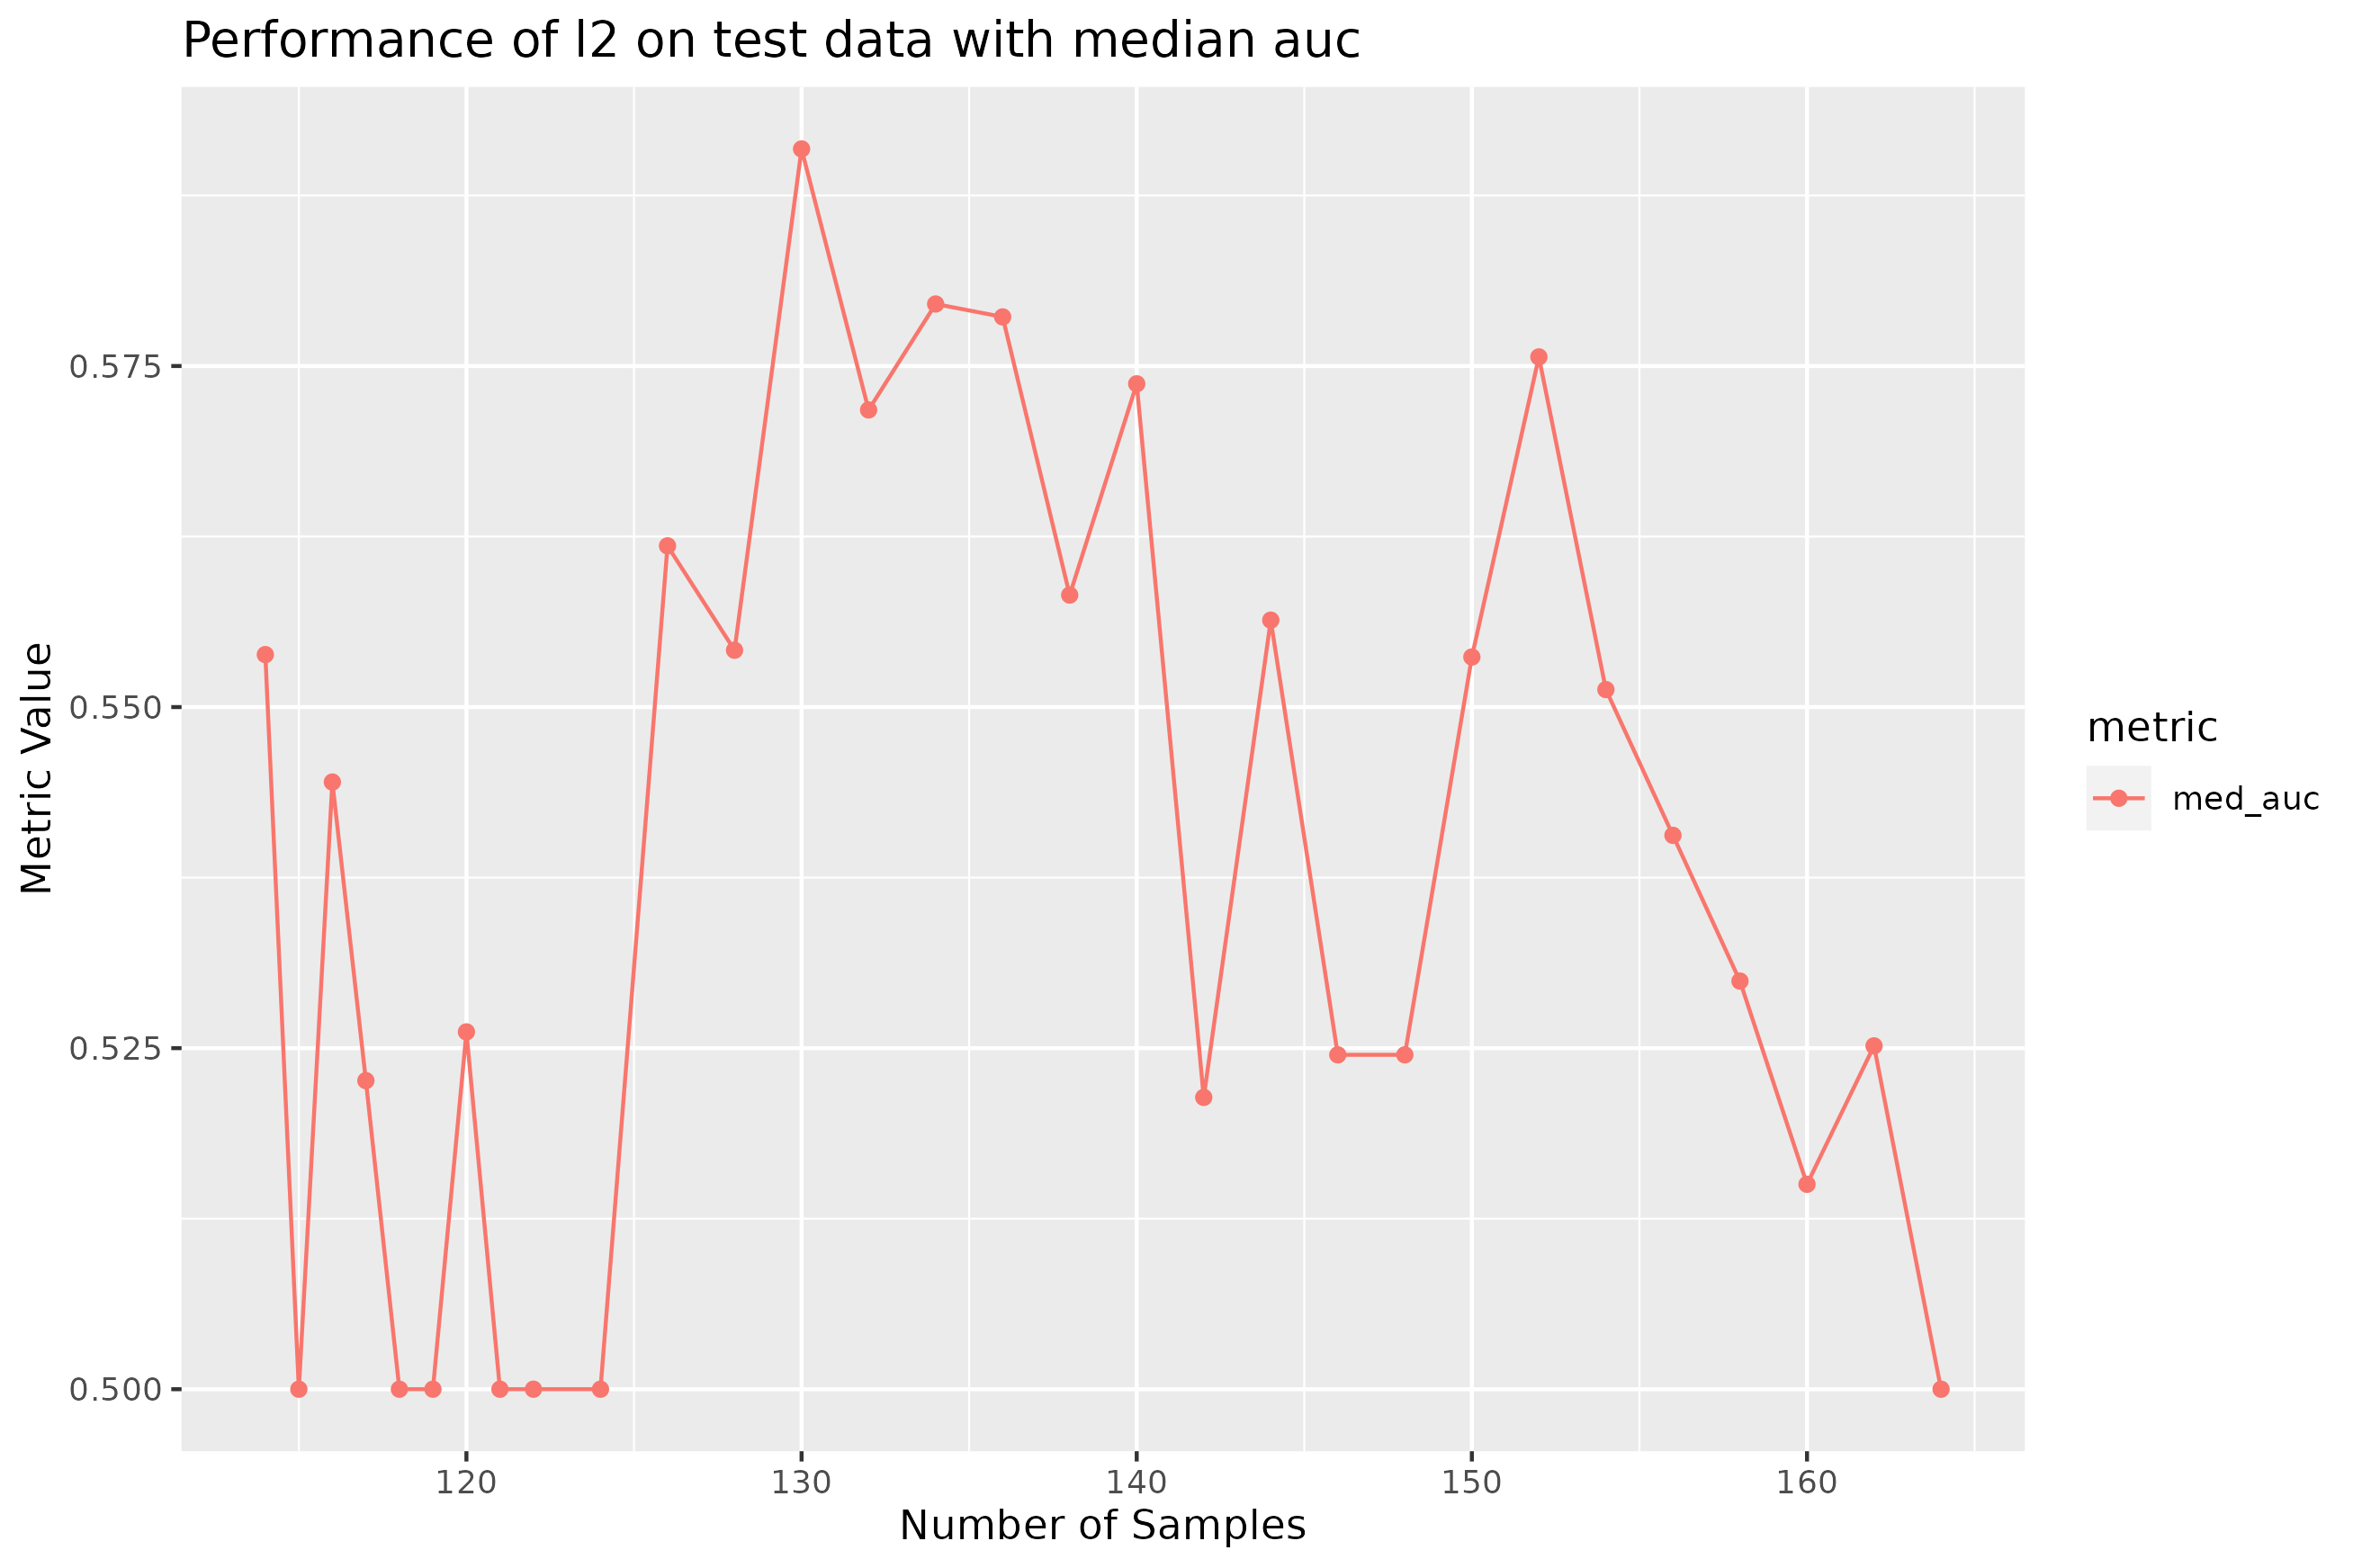 Performance of l2 on test data with median auc
Metric Value
0.575
0.550
0.525
0.500
120 130 140 150 160
Number of Samples
metric
med_auc